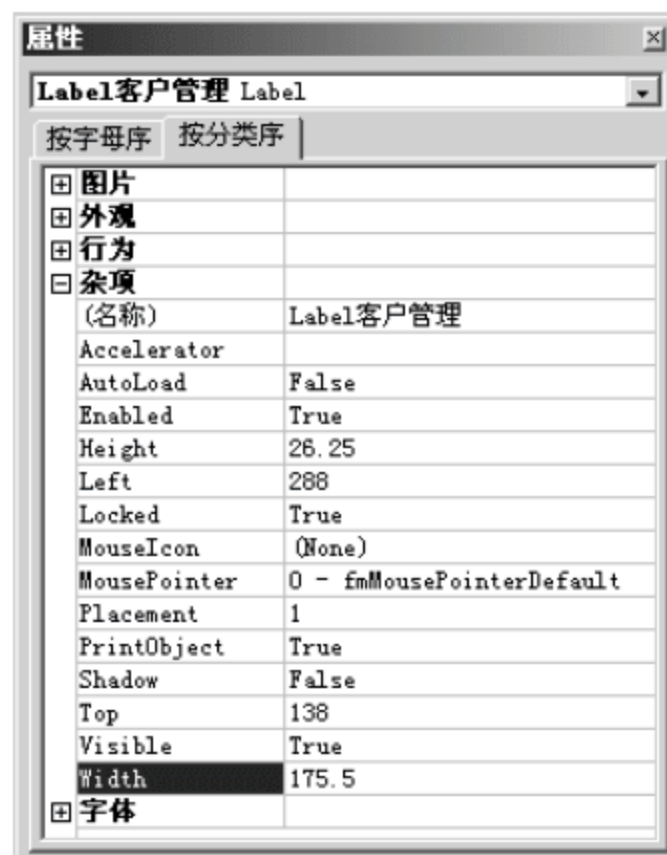 属性
Label客户管理 Label
按字母序 按分类序
图片
外观
行为
杂项
(名称) Label客户管理
Accelerator
AutoLoad False
Enabled True
Height 26.25
Left 288
Locked True
MouseIcon (None)
MousePointer 0 - fmMousePointerDefault
Placement 1
PrintObject True
Shadow False
Top 138
Visible True
Width 175.5
字体